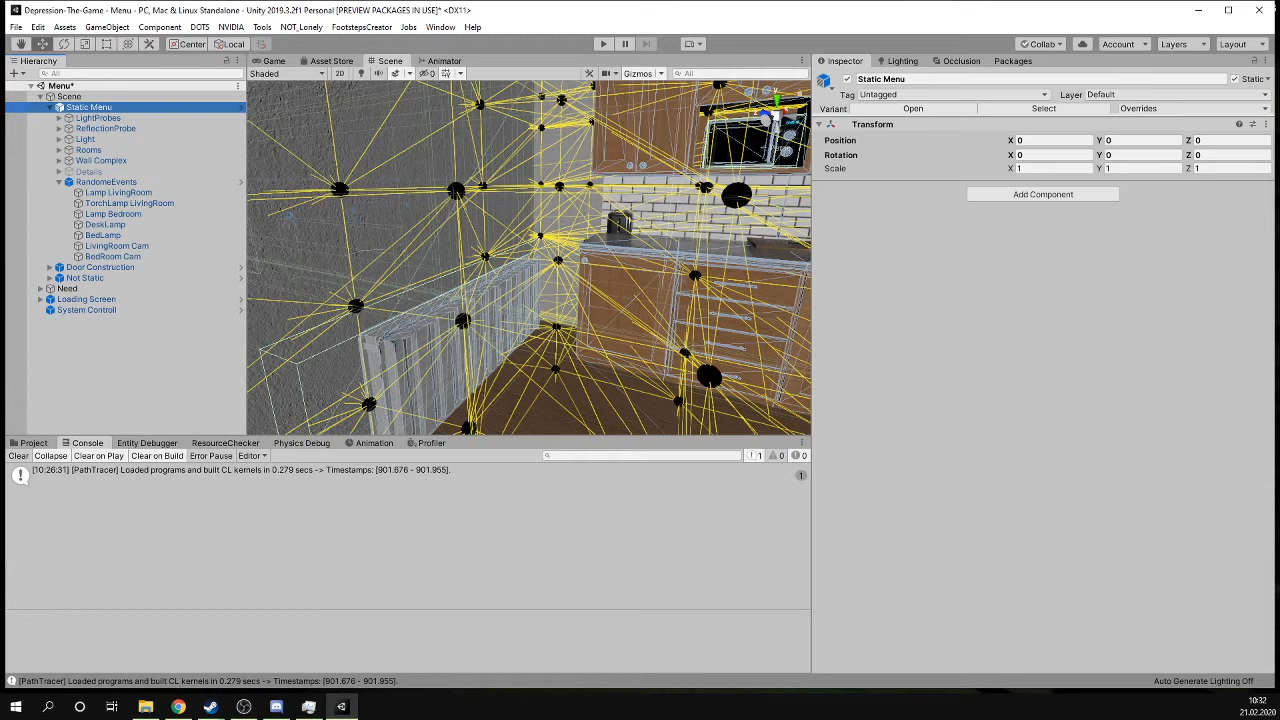 Depression-The-Game - Menu - PC, Mac & Linux Standalone - Unity 2019.3.2f1 Personal [PREVIEW PACKAGES IN USE]* <DX11>
File Edit Assets GameObject Component DOTS NVIDIA Tools NOT_Lonely FootstepsCreator Jobs Window Help
Center Local Collab Account Layers Layout
Hierarchy Game Asset Store Scene Animator Inspector Lighting Occlusion Packages
All Shaded 2D 0 Gizmos All Static Menu Static
Menu* Tag Untagged Layer Default
Scene Variant Open Select Overrides
Static Menu
LightProbes Transform
ReflectionProbe
Light Position X 0 Y 0 Z 0
Rooms Rotation X 0 Y 0 Z 0
Wall Complex Scale X 1 Y 1 Z 1
Details
RandomeEvents
Lamp LivingRoom Add Component
TorchLamp LivingRoom
Lamp Bedroom
DeskLamp
BedLamp
LivingRoom Cam
BedRoom Cam
Door Construction
Not Static
Need
Loading Screen
System Controll
Project Console Entity Debugger ResourceChecker Physics Debug Animation Profiler
Clear Collapse Clear on Play Clear on Build Error Pause Editor 1 0 0
[10:26:31] [PathTracer] Loaded programs and built CL kernels in 0.279 secs -> Timestamps: [901.676 - 901.955].
1
[PathTracer] Loaded programs and built CL kernels in 0.279 secs -> Timestamps: [901.676 - 901.955]. Auto Generate Lighting Off
10:32
21.02.2020